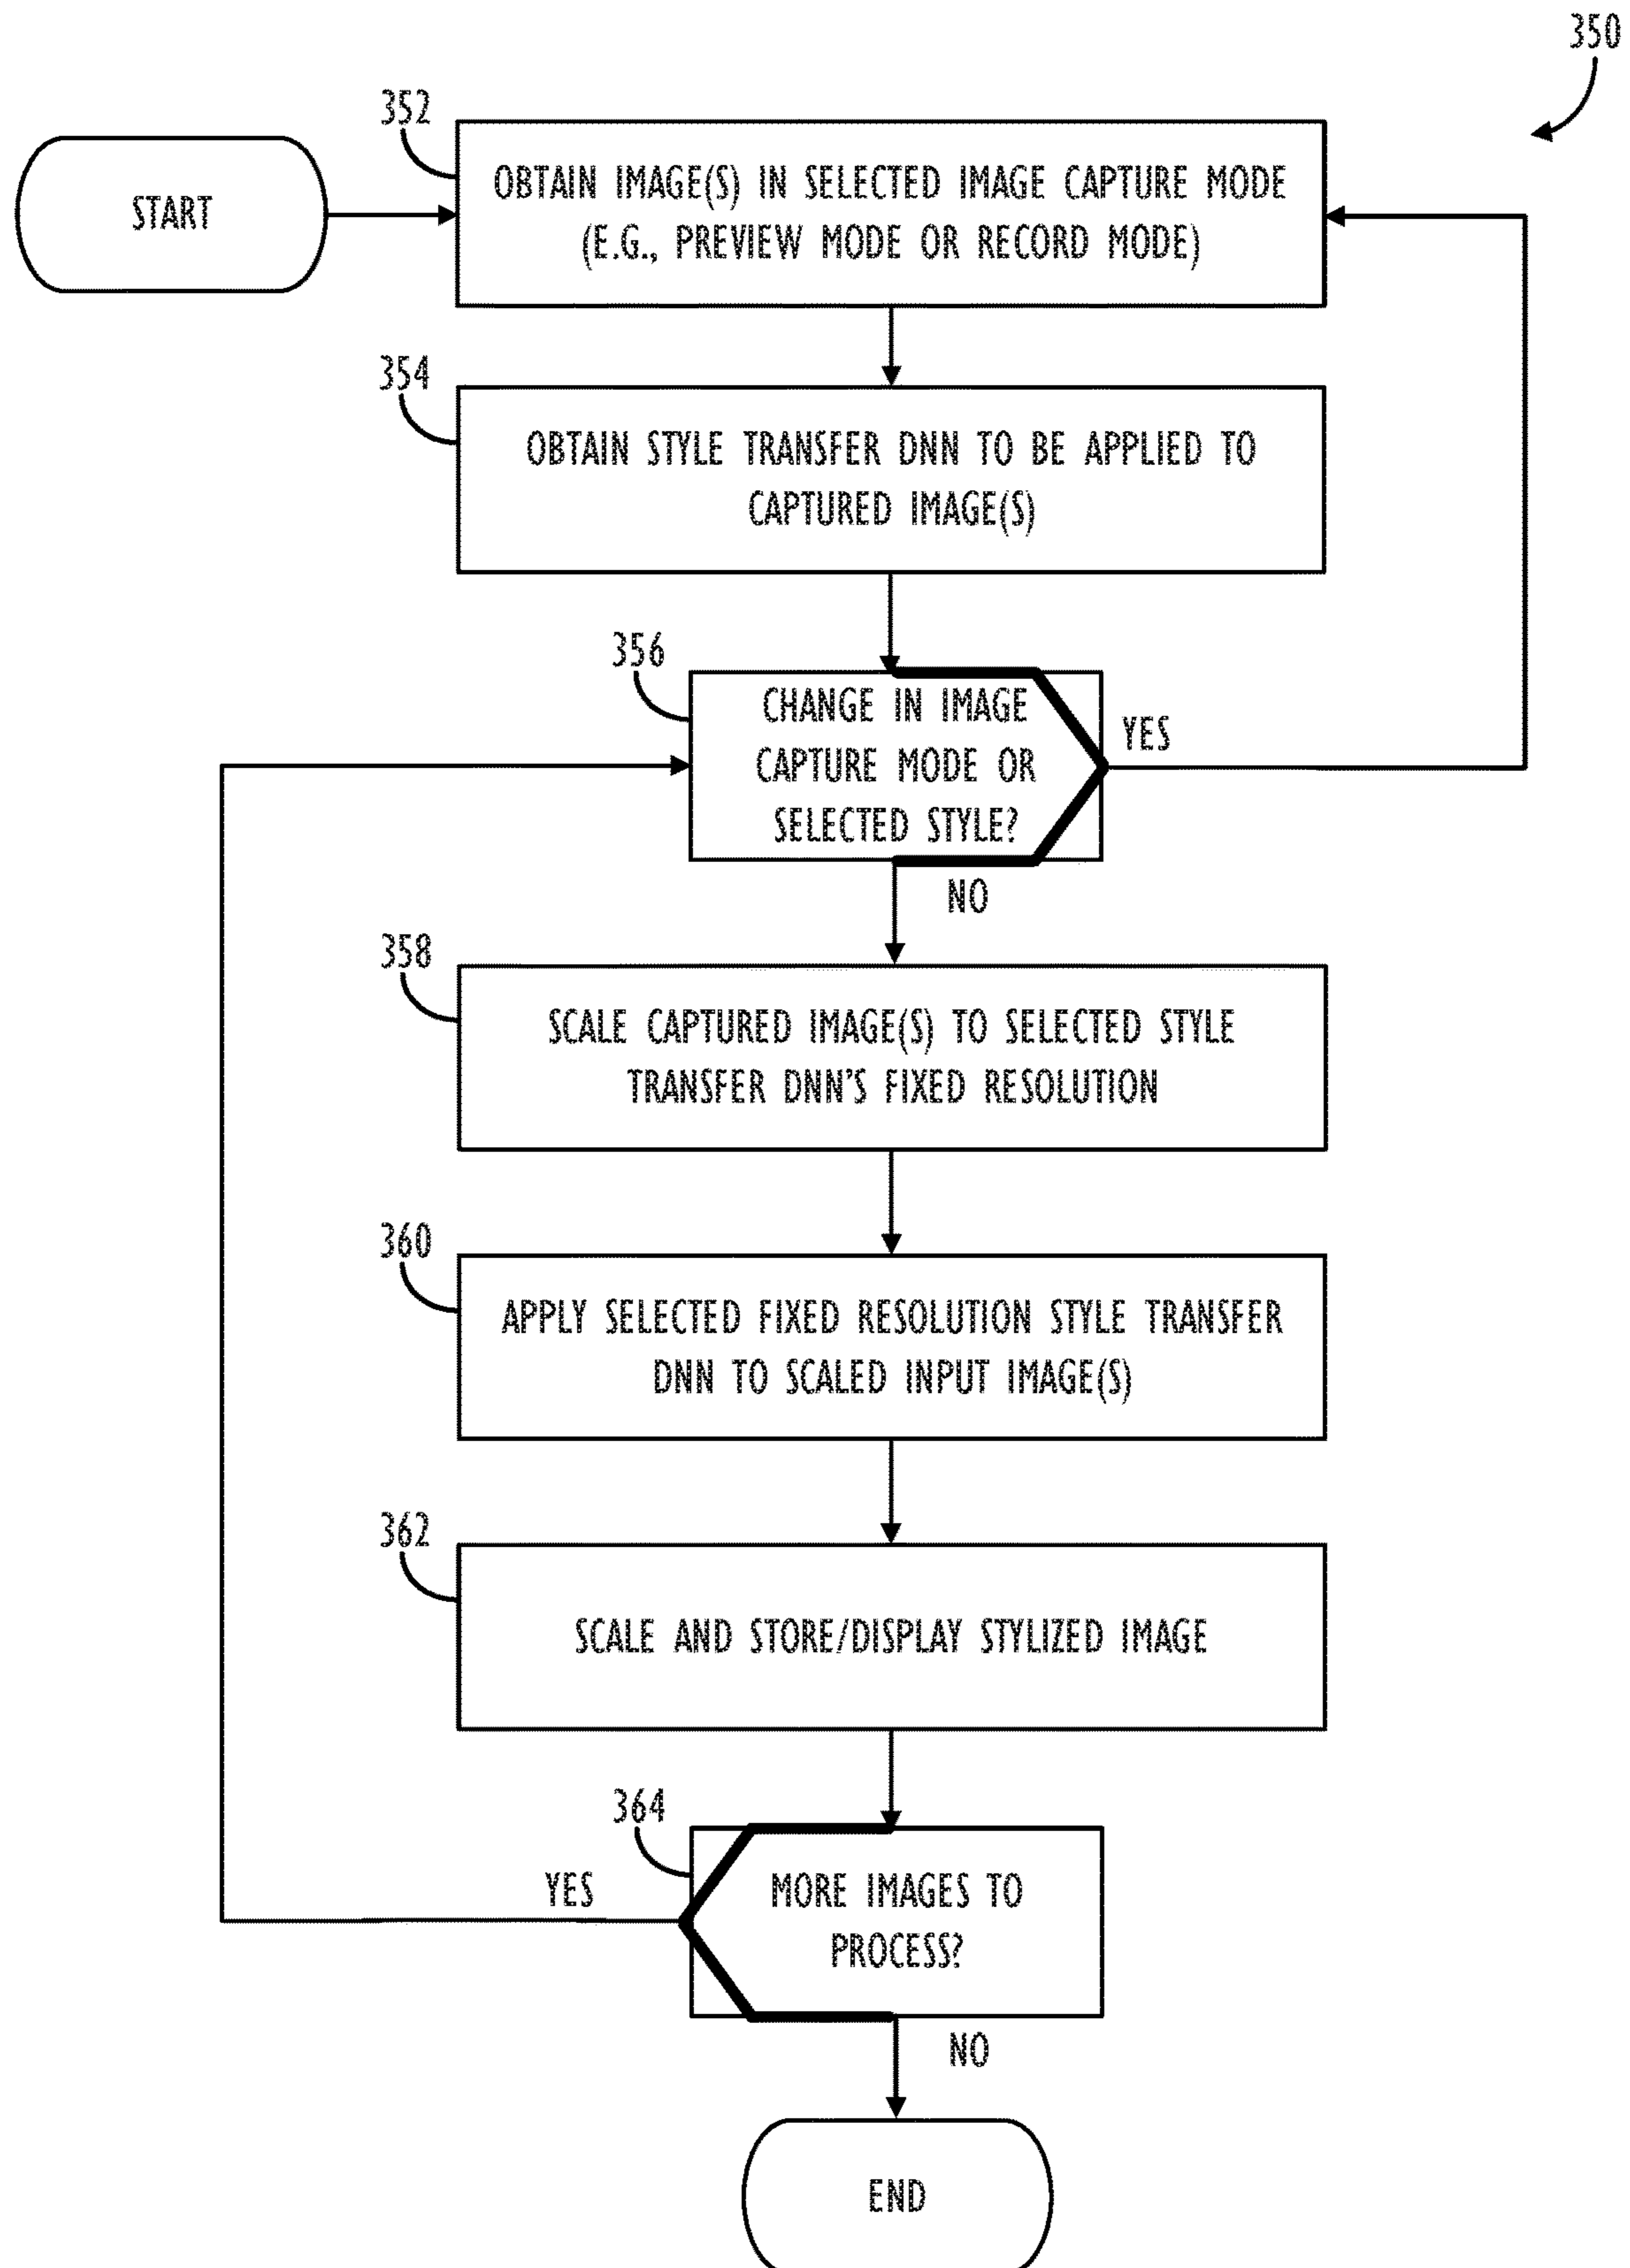 350
352
START
OBTAIN IMAGE(S) IN SELECTED IMAGE CAPTURE MODE
(E.G., PREVIEW MODE OR RECORD MODE)
354
OBTAIN STYLE TRANSFER DNN TO BE APPLIED TO
CAPTURED IMAGE(S)
356
CHANGE IN IMAGE
CAPTURE MODE OR
SELECTED STYLE?
YES
NO
358
SCALE CAPTURED IMAGE(S) TO SELECTED STYLE
TRANSFER DNN'S FIXED RESOLUTION
360
APPLY SELECTED FIXED RESOLUTION STYLE TRANSFER
DNN TO SCALED INPUT IMAGE(S)
362
SCALE AND STORE/DISPLAY STYLIZED IMAGE
364
YES
MORE IMAGES TO
PROCESS?
NO
END